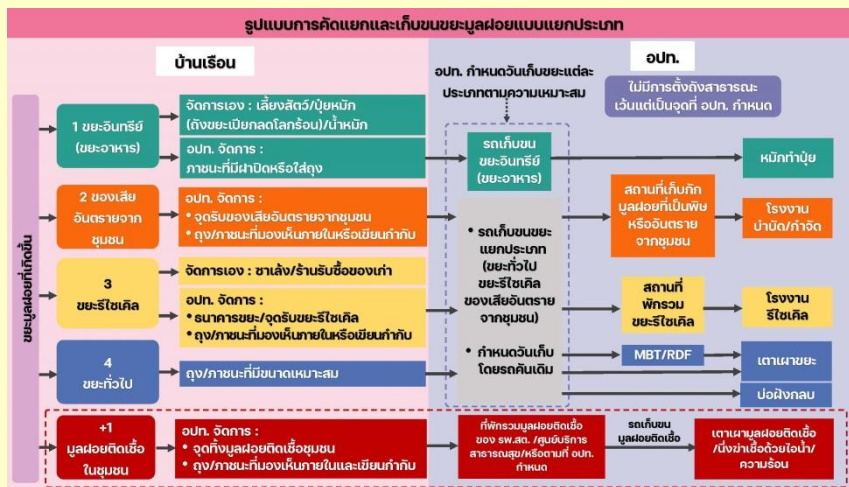 รูปแบบการคัดแยกและเก็บขนขยะมูลฝอยแบบแยกประเภท
บ้านเรือน
อปท.
อปท. กำหนดวันเก็บขยะแต่ละ
ประเภทตามความเหมาะสม
ไม่มีการตั้งถังสาธารณะ
เว้นแต่เป็นจุดที่ อปท. กำหนด
ขยะมูลฝอยที่เกิดขึ้น
1 ขยะอินทรีย์
(ขยะอาหาร)
จัดการเอง : เลี้ยงสัตว์/ปุ๋ยหมัก
(ถังขยะเปียกลดโลกร้อน)/น้ำหมัก
อปท. จัดการ :
ภาชนะที่มีฝาปิดหรือใส่ถุง
รถเก็บขน
ขยะอินทรีย์
(ขยะอาหาร)
หมักทำปุ๋ย
2 ของเสีย
อันตรายจาก
ชุมชน
อปท. จัดการ :
• จุดรับของเสียอันตรายจากชุมชน
• ถุง/ภาชนะที่มองเห็นภายในหรือเขียนกำกับ
• รถเก็บขนขยะ
แยกประเภท
(ขยะทั่วไป
ขยะรีไซเคิล
ของเสียอันตราย
จากชุมชน)
• กำหนดวันเก็บ
โดยรถคันเดิม
สถานที่เก็บกัก
มูลฝอยที่เป็นพิษ
หรืออันตราย
จากชุมชน
โรงงาน
บำบัด/กำจัด
3
ขยะรีไซเคิล
จัดการเอง : ซาเล้ง/ร้านรับซื้อของเก่า
อปท. จัดการ :
• ธนาคารขยะ/จุดรับขยะรีไซเคิล
• ถุง/ภาชนะที่มองเห็นภายในหรือเขียนกำกับ
สถานที่
พักรวม
ขยะรีไซเคิล
โรงงาน
รีไซเคิล
4
ขยะทั่วไป
ถุง/ภาชนะที่มีขนาดเหมาะสม
MBT/RDF
เตาเผาขยะ
บ่อฝังกลบ
+1
มูลฝอยติดเชื้อ
ในชุมชน
อปท. จัดการ :
• จุดทิ้งมูลฝอยติดเชื้อชุมชน
• ถุง/ภาชนะที่มองเห็นภายในและเขียนกำกับ
ที่พักรวมมูลฝอยติดเชื้อ
ของ รพ.สต. /ศูนย์บริการ
สาธารณสุข/หรือตามที่ อปท.
กำหนด
รถเก็บขน
มูลฝอยติดเชื้อ
เตาเผามูลฝอยติดเชื้อ
/นึ่งฆ่าเชื้อด้วยไอน้ำ/
ความร้อน